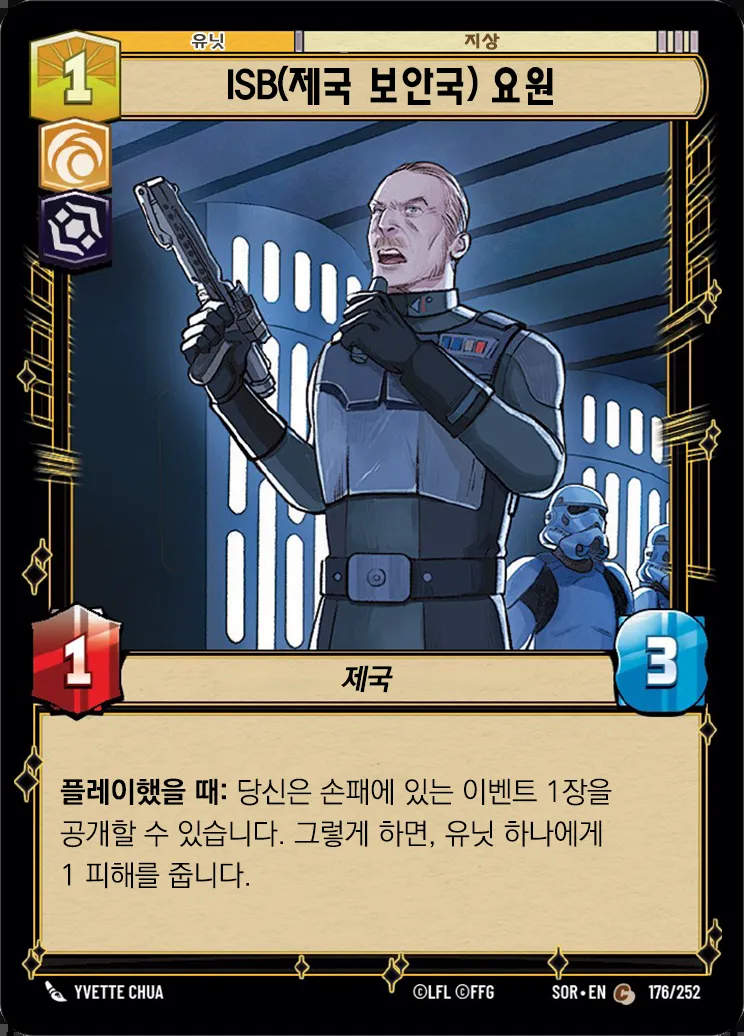 유닛
지상
1
ISB(제국 보안국) 요원
1
제국
3
플레이했을 때: 당신은 손패에 있는 이벤트 1장을
공개할 수 있습니다. 그렇게 하면, 유닛 하나에게
1 피해를 줍니다.
YVETTE CHUA
©LFL ©FFG
SOR•EN C 176/252